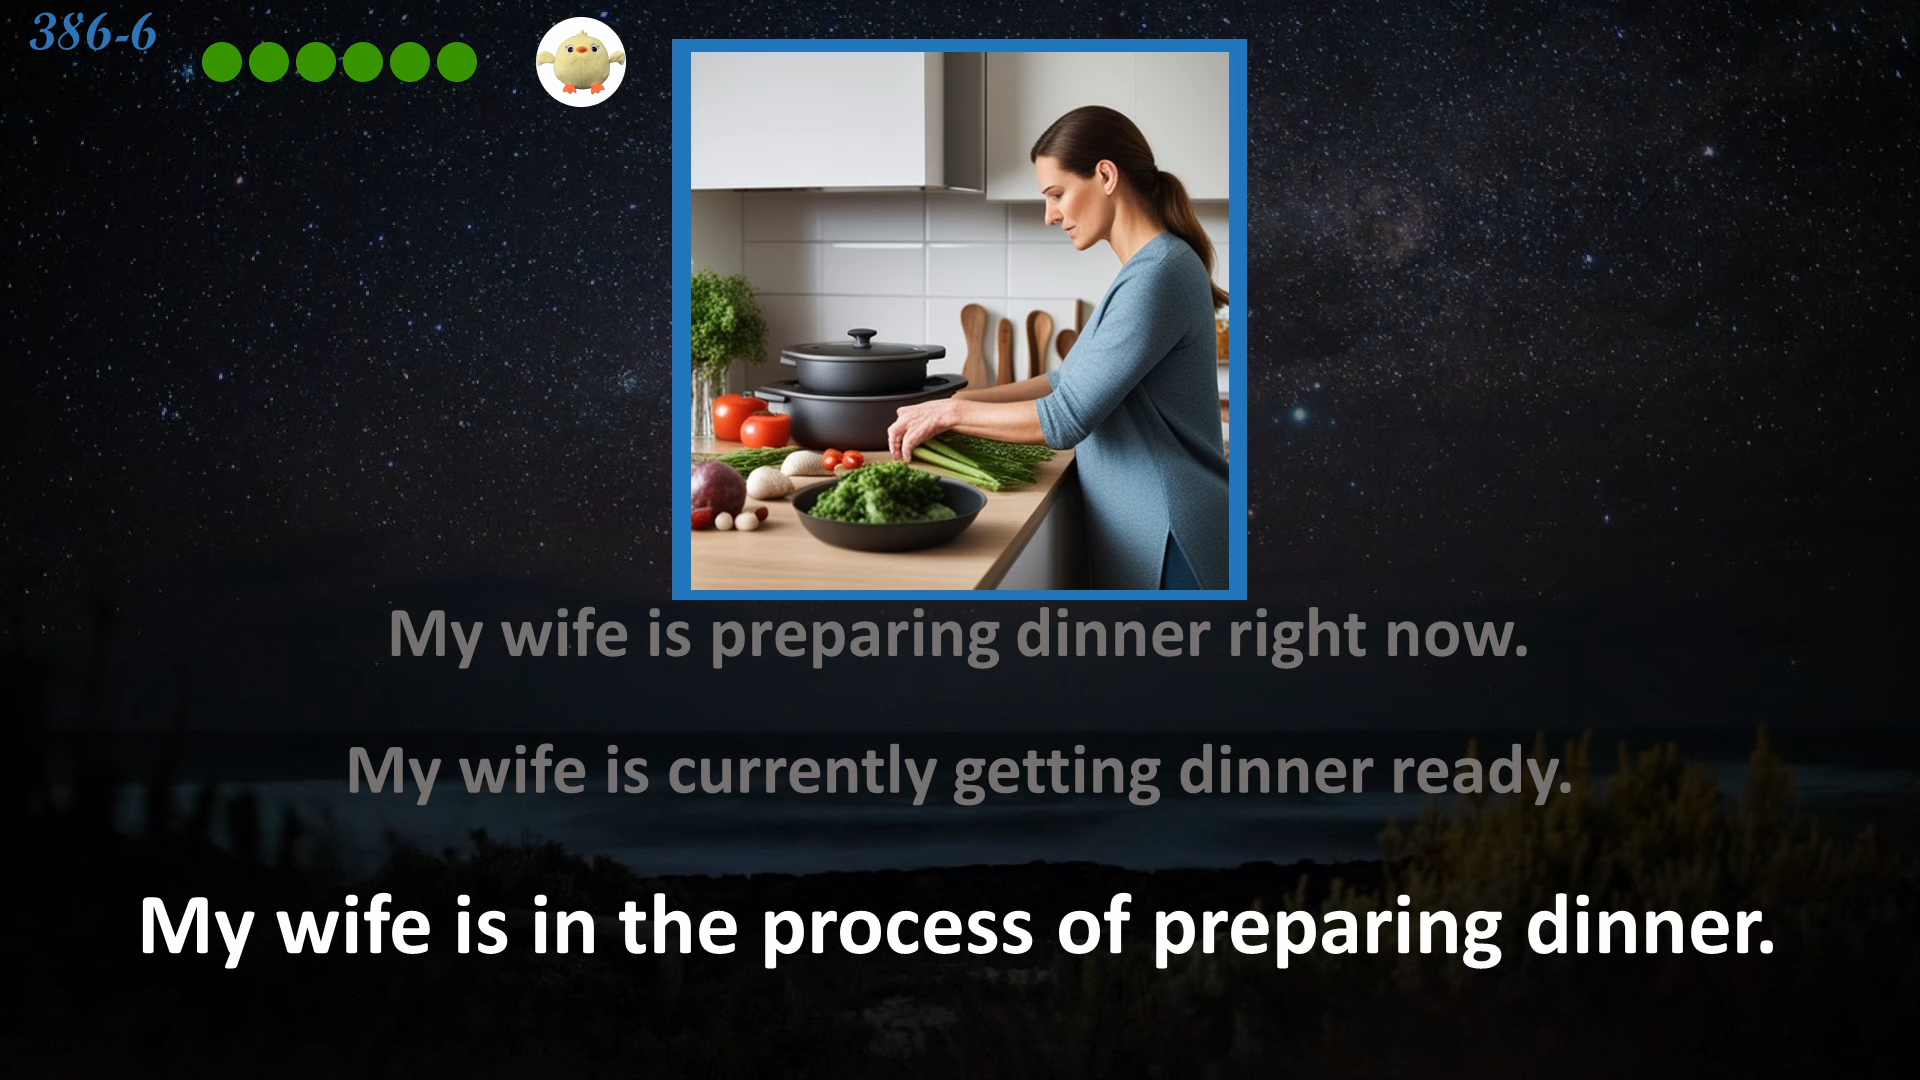 386-6
My wife is preparing dinner right now.
My wife is currently getting dinner ready.
My wife is in the process of preparing dinner.